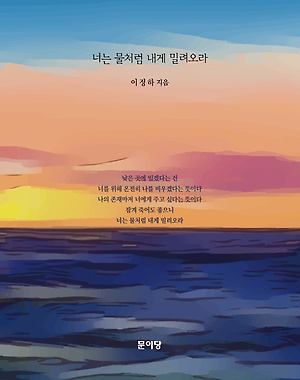 너는 물처럼 내게 밀려오라
이정하 지음
낮은 곳에 있겠다는 건
너를 위해 온전히 나를 비우겠다는 뜻이다
나의 존재마저 너에게 주고 싶다는 뜻이다
잠겨 죽어도 좋으니
너는 물처럼 내게 밀려오라
문이당